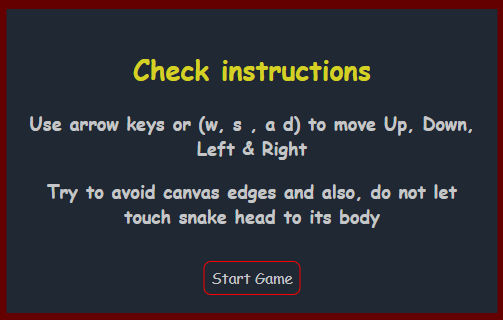 Check instructions
Use arrow keys or (w, s , a d) to move Up, Down,
Left & Right
Try to avoid canvas edges and also, do not let
touch snake head to its body
Start Game